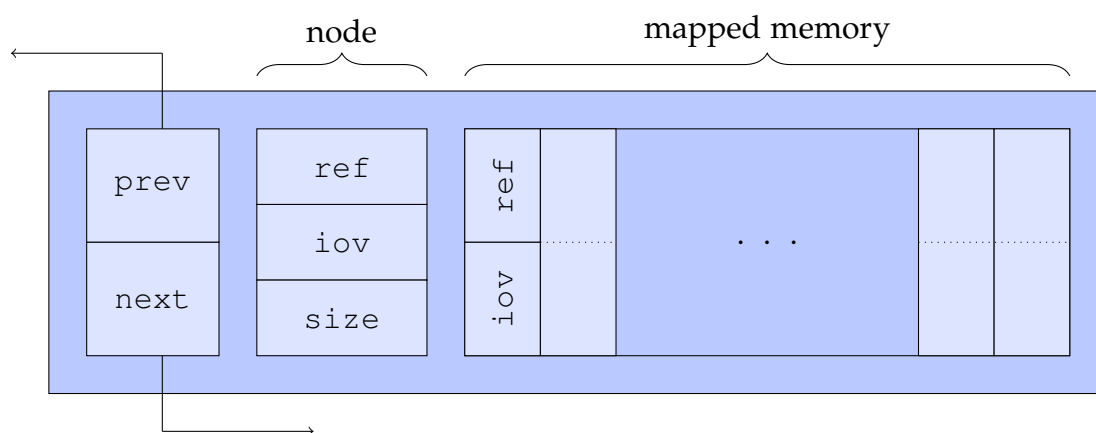 node
mapped memory
prev
next
ref
iov
size
ref
iov
. . .